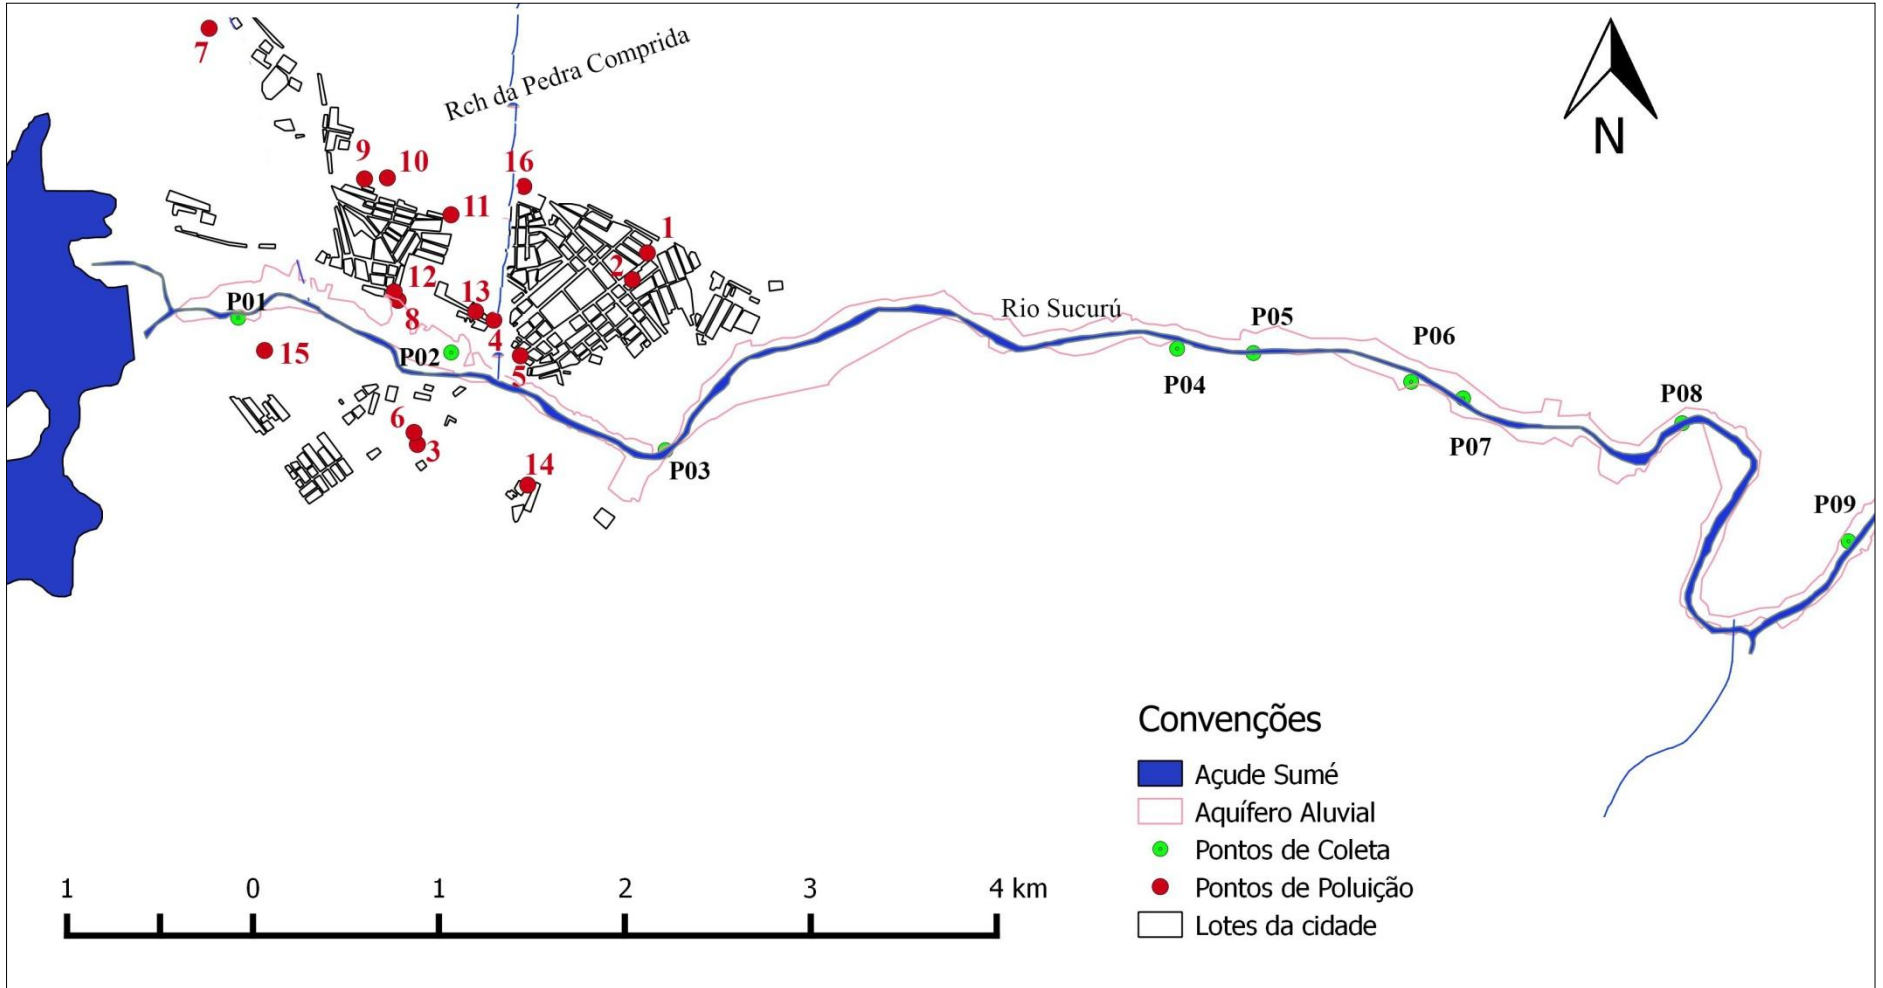 7
Rch da Pedra Comprida
N
9
10
16
11
1
2
12
13
P01
8
4
Rio Sucurú
P05
15
P02
5
P04
P06
P07
P08
6
3
14
P03
P09
Convenções
Açude Sumé
Aquífero Aluvial
Pontos de Coleta
Pontos de Poluição
Lotes da cidade
1 0 1 2 3 4 km